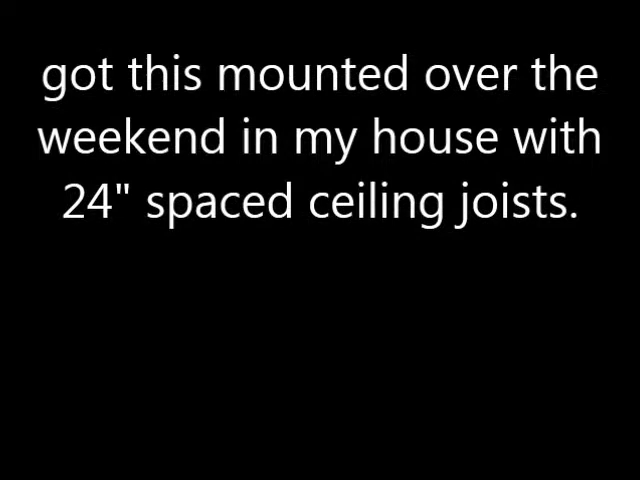 got this mounted over the
weekend in my house with
24" spaced ceiling joists.